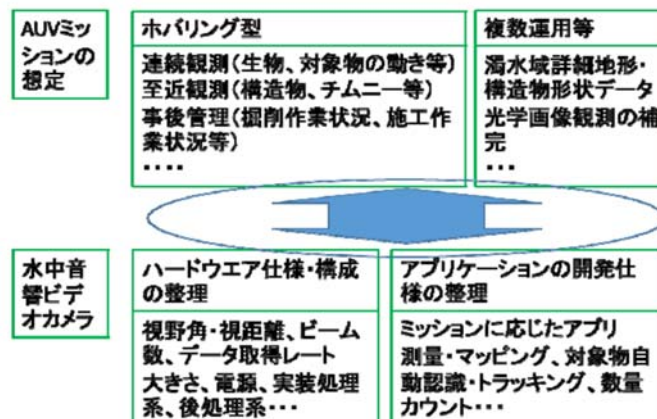 AUVミッ
ションの
想定
ホバリング型
連続観測(生物、対象物の動き等)
至近観測(構造物、チムニー等)
事後管理(掘削作業状況、施工作
業状況等)
・・・・
複数運用等
濁水域詳細地形・
構造物形状データ
光学画像観測の補
完
・・・
水中音
響ビデ
オカメラ
ハードウエア仕様・構成
の整理
視野角・視距離、ビーム
数、データ取得レート
大きさ、電源、実装処理
系、後処理系・・・
アプリケーションの開発仕
様の整理
ミッションに応じたアプリ
測量・マッピング、対象物自
動認識・トラッキング、数量
カウント・・・